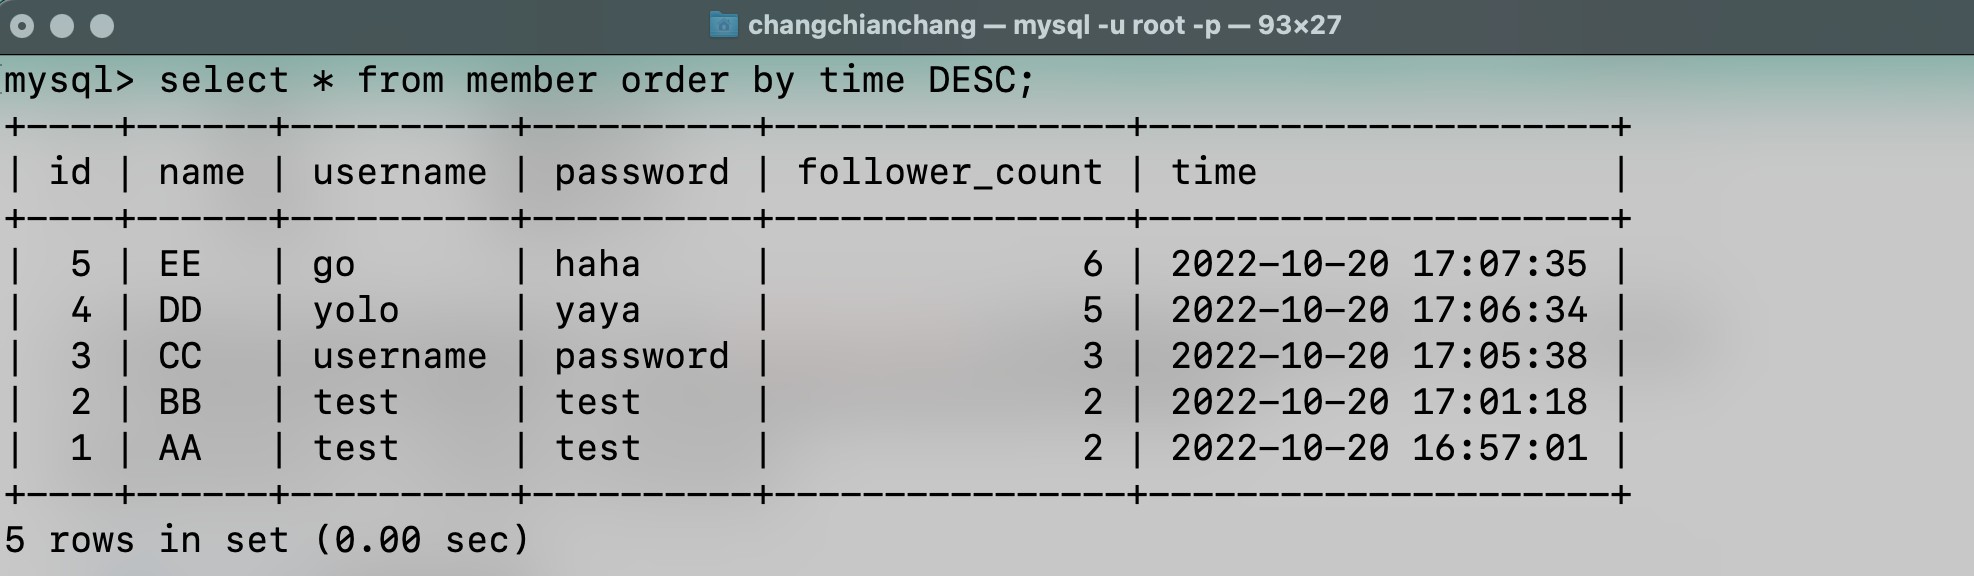 changchianchang — mysql -u root -p — 93×27
mysql> select * from member order by time DESC;
+----+------+----------+----------+----------------+---------------------+
| id | name | username | password | follower_count | time                |
+----+------+----------+----------+----------------+---------------------+
|  5 | EE   | go       | haha     |              6 | 2022-10-20 17:07:35 |
|  4 | DD   | yolo     | yaya     |              5 | 2022-10-20 17:06:34 |
|  3 | CC   | username | password |              3 | 2022-10-20 17:05:38 |
|  2 | BB   | test     | test     |              2 | 2022-10-20 17:01:18 |
|  1 | AA   | test     | test     |              2 | 2022-10-20 16:57:01 |
+----+------+----------+----------+----------------+---------------------+
5 rows in set (0.00 sec)